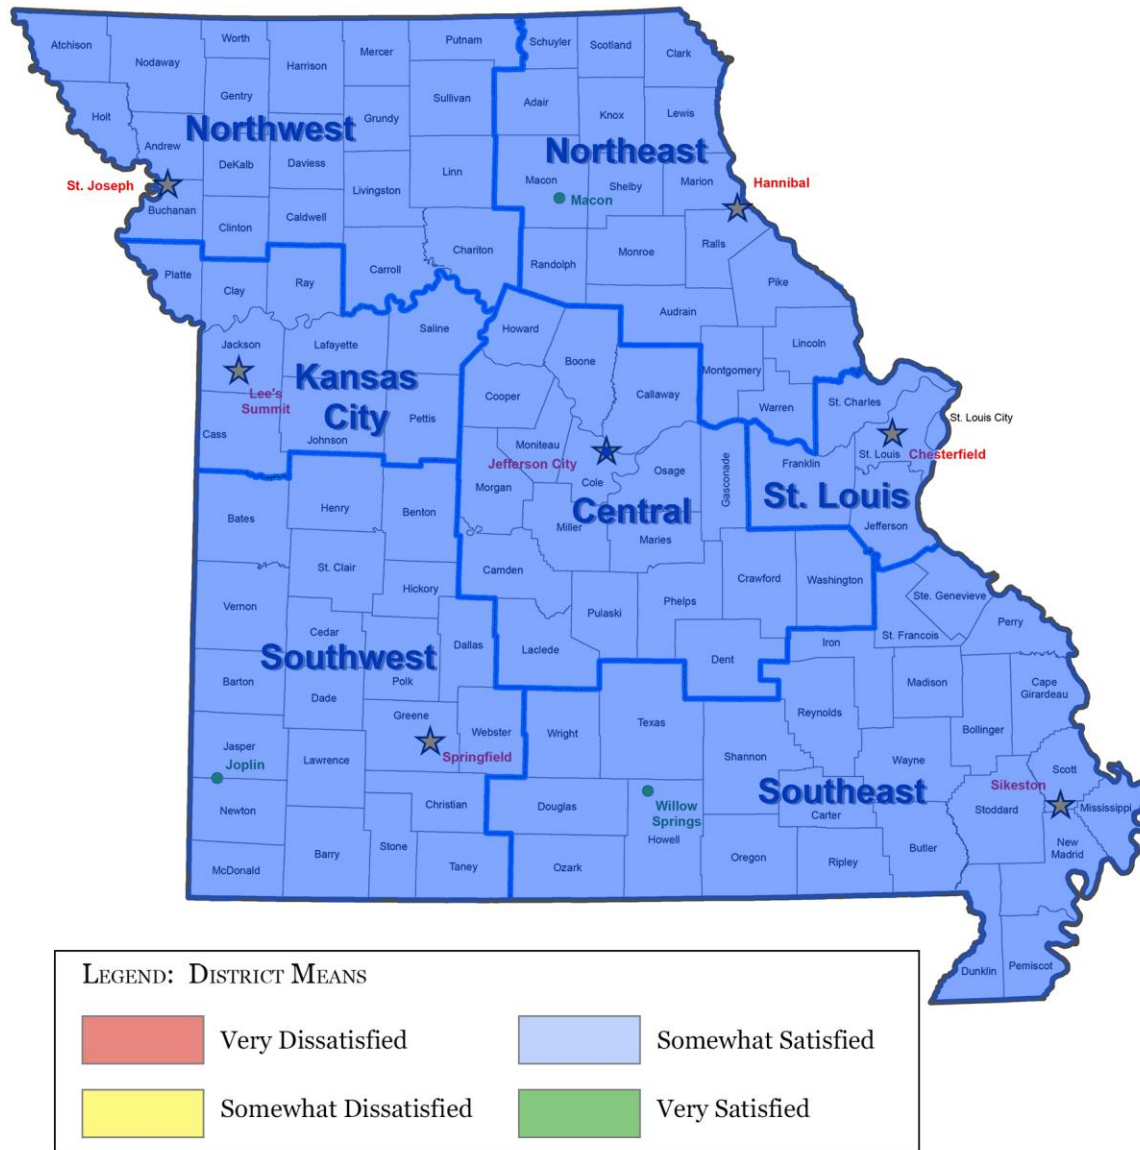 Atchison
Nodaway
Worth
Harrison
Mercer
Putnam
Schuyler
Scotland
Clark
Holt
Gentry
Sullivan
Adair
Knox
Lewis
Grundy
Northwest
Northeast
Andrew
DeKalb
Daviess
Linn
Macon
Shelby
Marion
St. Joseph
Hannibal
Livingston
Macon
Buchanan
Caldwell
Clinton
Chariton
Monroe
Ralls
Platte
Clay
Ray
Carroll
Randolph
Pike
Audrain
Saline
Howard
Jackson
Lafayette
Boone
Lincoln
Kansas
City
Montgomery
Lee's
Summit
Cooper
Callaway
Warren
St. Charles
St. Louis City
Pettis
Cass
Johnson
Moniteau
St. Louis
Chesterfield
Jefferson City
Osage
Gasconade
Franklin
Morgan
Cole
St. Louis
Central
Henry
Benton
Bates
Miller
Maries
Jefferson
St. Clair
Camden
Crawford
Washington
Hickory
Ste. Genevieve
Vernon
Pulaski
Phelps
Perry
Cedar
St. Francois
Dallas
Iron
Southwest
Laclede
Dent
Polk
Barton
Madison
Cape
Girardeau
Dade
Greene
Reynolds
Texas
Bollinger
Webster
Wright
Jasper
Springfield
Shannon
Joplin
Lawrence
Wayne
Scott
Sikeston
Southeast
Christian
Douglas
Willow
Springs
Newton
Carter
Stoddard
Mississippi
Howell
New
Madrid
Stone
Barry
Butler
McDonald
Taney
Ozark
Oregon
Ripley
Dunklin
Pemiscot
LEGEND: DISTRICT MEANS
Very Dissatisfied
Somewhat Satisfied
Somewhat Dissatisfied
Very Satisfied